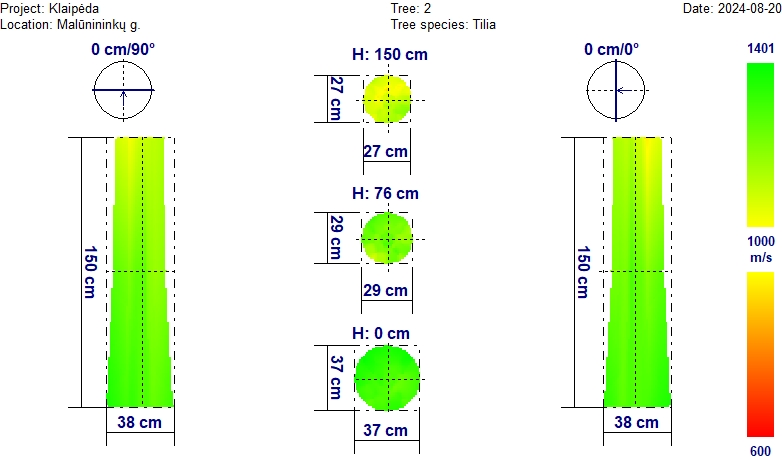 Project: Klaipėda
Tree: 2
Date: 2024-08-20
Location: Malūnininkų g.
Tree species: Tilia
0 cm/90°
H: 150 cm
0 cm/0°
1401
27 cm
27 cm
H: 76 cm
29 cm
29 cm
150 cm
150 cm
1000
m/s
H: 0 cm
37 cm
37 cm
38 cm
38 cm
600